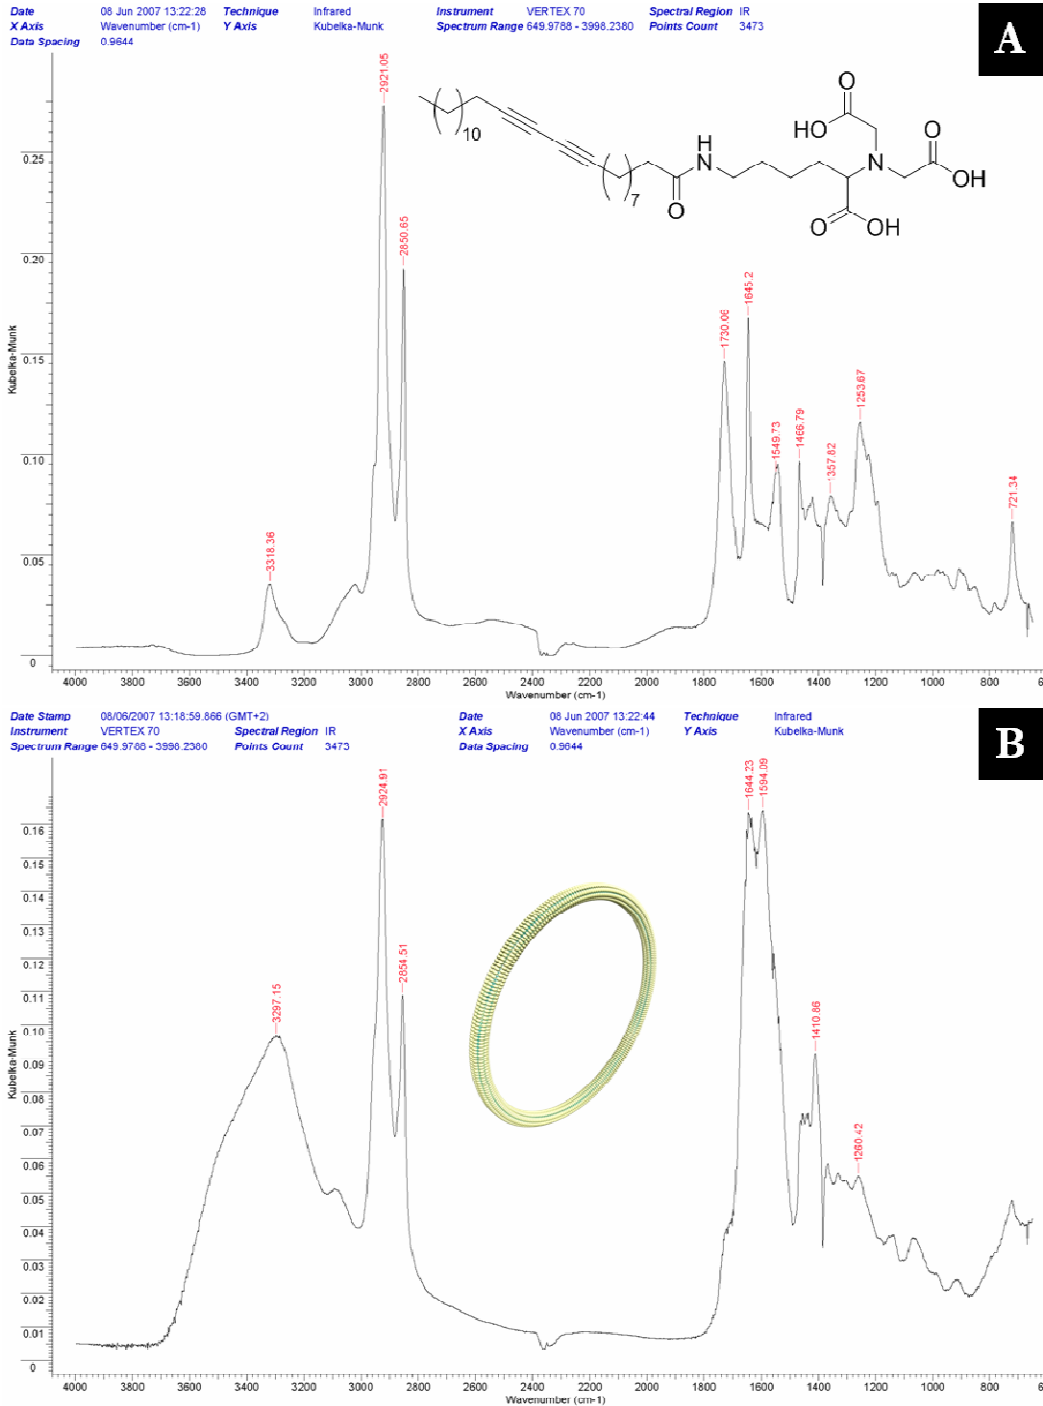 Date 08 Jun 2007 13:22:28 Technique Infrared Instrument VERTEX 70 Spectral Region IR
X Axis Wavenumber (cm-1) Y Axis Kubelka-Munk Spectrum Range 649.9788 - 3998.2380 Points Count 3473
Data Spacing 0.9644
A
2921.05
2850.65
3318.36
1730.06
1645.2
1549.73
1466.79
1357.82
1253.67
721.34
10
7
O
HO
H
N
O
N
O
OH
O
OH
Kubelka-Munk
0.25
0.20
0.15
0.10
0.05
0
4000 3800 3600 3400 3200 3000 2800 2600 2400 2200 2000 1800 1600 1400 1200 1000 800 6
Wavenumber (cm-1)
Date Stamp 08/06/2007 13:18:59.866 (GMT+2) Date 08 Jun 2007 13:22:44 Technique Infrared
Instrument VERTEX 70 Spectral Region IR X Axis Wavenumber (cm-1) Y Axis Kubelka-Munk
Spectrum Range 649.9788 - 3998.2380 Points Count 3473 Data Spacing 0.9644
B
2924.91
2854.51
3297.15
1644.23
1594.09
1410.86
1260.42
Kubelka-Munk
0.16
0.15
0.14
0.13
0.12
0.11
0.10
0.09
0.08
0.07
0.06
0.05
0.04
0.03
0.02
0.01
0
4000 3800 3600 3400 3200 3000 2800 2600 2400 2200 2000 1800 1600 1400 1200 1000 800 6
Wavenumber (cm-1)